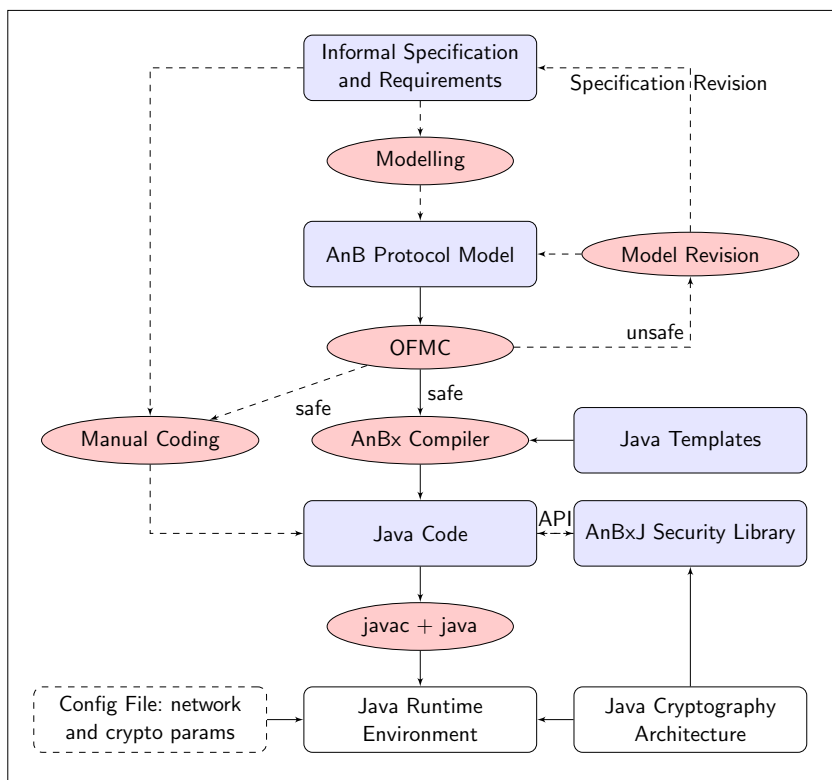 Informal Specification
and Requirements
Specification Revision
Modelling
AnB Protocol Model
Model Revision
OFMC
unsafe
safe
safe
Manual Coding
AnBx Compiler
Java Templates
Java Code
API
AnBxJ Security Library
javac + java
Config File: network
and crypto params
Java Runtime
Environment
Java Cryptography
Architecture